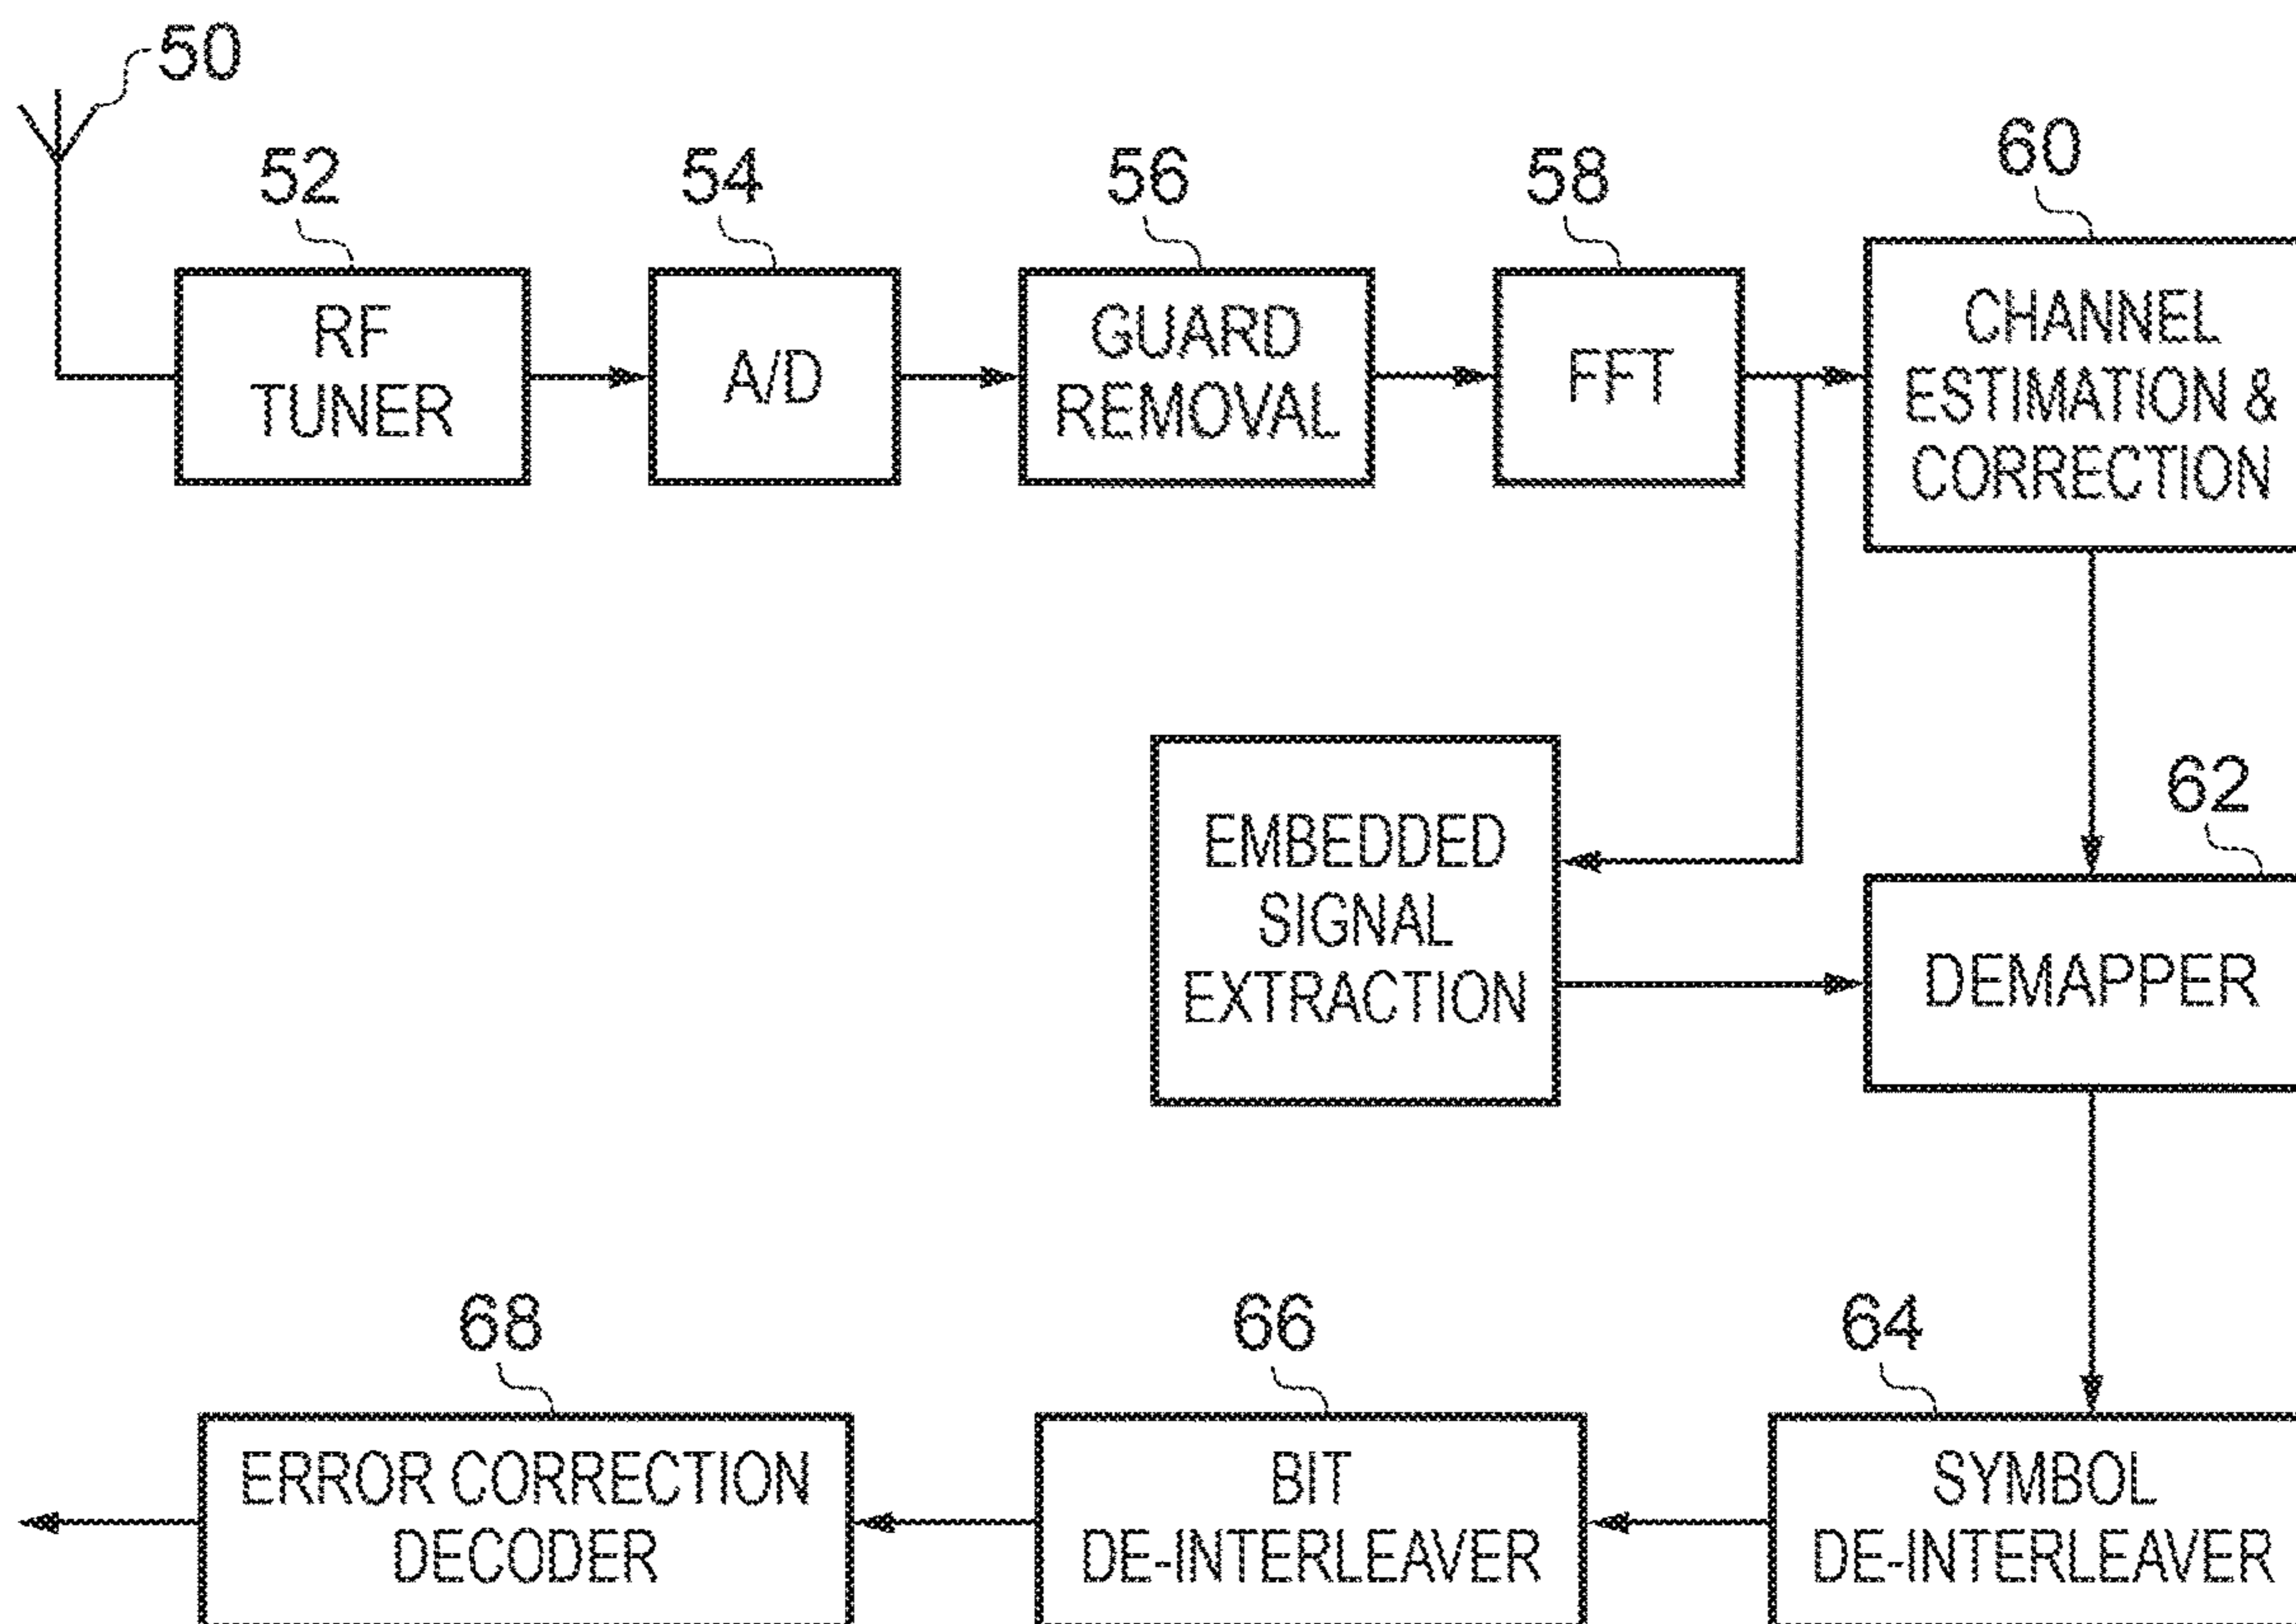 50
52
54
56
58
60
RF
TUNER
A/D
GUARD
REMOVAL
FFT
CHANNEL
ESTIMATION &
CORRECTION
EMBEDDED
SIGNAL
EXTRACTION
62
DEMAPPER
68
66
64
ERROR CORRECTION
DECODER
BIT
DE-INTERLEAVER
SYMBOL
DE-INTERLEAVER